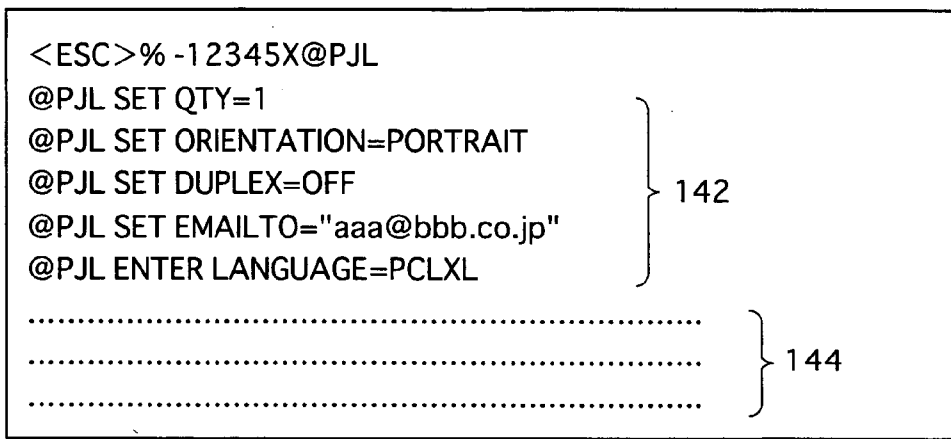 <ESC>% -12345X@PJL
@PJL SET QTY=1
@PJL SET ORIENTATION=PORTRAIT
@PJL SET DUPLEX=OFF
142
@PJL SET EMAILTO="aaa@bbb.co.jp"
@PJL ENTER LANGUAGE=PCLXL
......................................................................
......................................................................
144
......................................................................